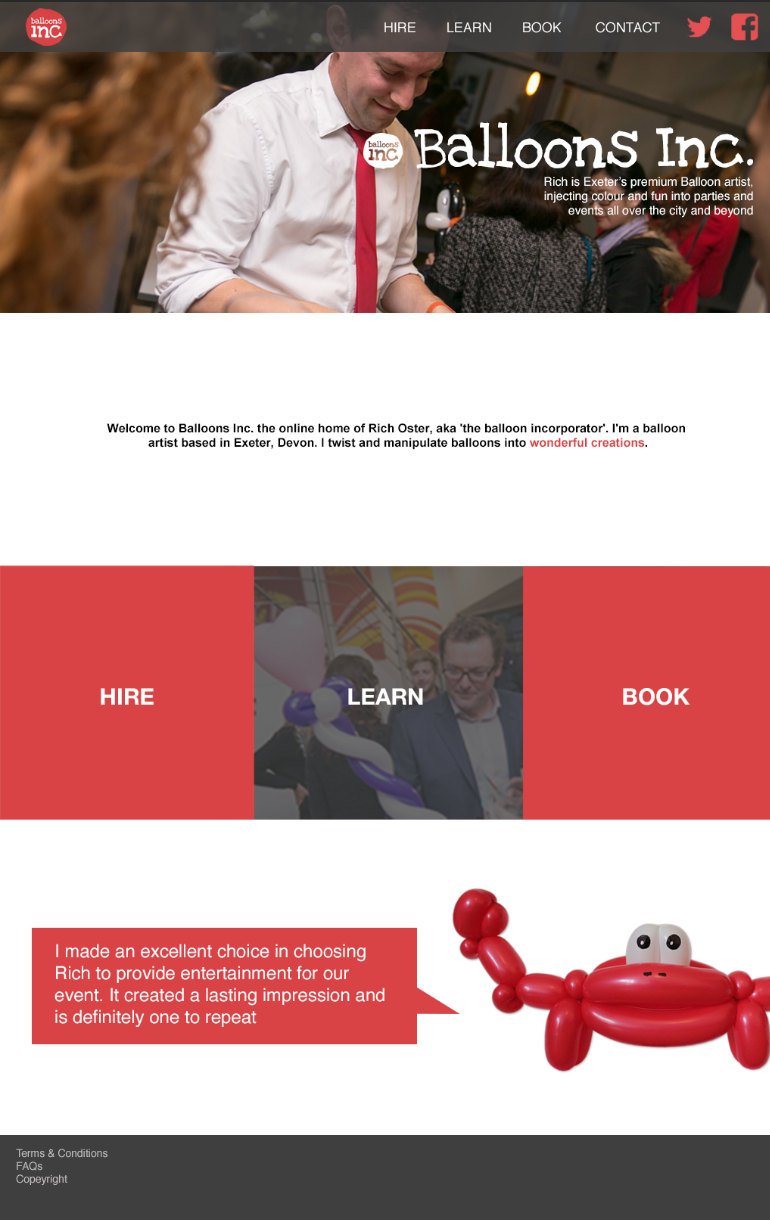 balloons
inc
HIRE LEARN BOOK CONTACT
balloons
inc
Balloons Inc.
Rich is Exeter's premium Balloon artist,
injecting colour and fun into parties and
events all over the city and beyond
Welcome to Balloons Inc. the online home of Rich Oster, aka 'the balloon incorporator'. I'm a balloon
artist based in Exeter, Devon. I twist and manipulate balloons into wonderful creations.
HIRE
LEARN
BOOK
I made an excellent choice in choosing
Rich to provide entertainment for our
event. It created a lasting impression and
is definitely one to repeat
Terms & Conditions
FAQs
Copeyright